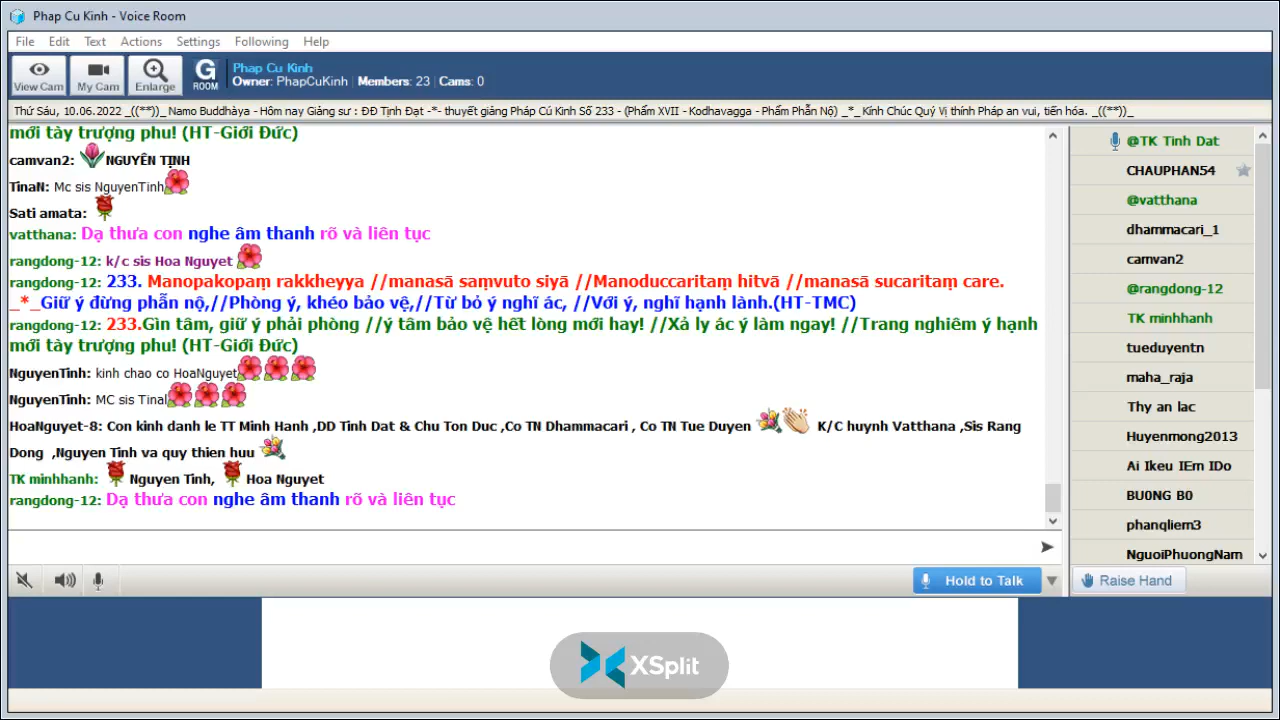 Phap Cu Kinh - Voice Room
File Edit Text Actions Settings Following Help
View Cam
My Cam
Enlarge
G ROOM
Phap Cu Kinh
Owner: PhapCuKinh | Members: 23 | Cams: 0
Thứ Sáu, 10.06.2022 _((**))_ Namo Buddhàya - Hôm nay Giảng sư : ĐĐ Tịnh Đạt -*- thuyết giảng Pháp Cú Kinh Số 233 - (Phẩm XVII - Kodhavagga - Phẩm Phẫn Nộ) _*_ Kính Chúc Quý Vị thính Pháp an vui, tiến hóa. _((**))_
mới tày trượng phu! (HT-Giới Đức)
camvan2: NGUYÊN TỊNH
TinaN: Mc sis NguyenTinh
Sati amata:
vatthana: Dạ thưa con nghe âm thanh rõ và liên tục
rangdong-12: k/c sis Hoa Nguyet
rangdong-12: 233. Manopakopaṃ rakkheyya //manasā saṃvuto siyā //Manoduccaritaṃ hitvā //manasā sucaritaṃ care.
_*_Giữ ý đừng phẫn nộ,//Phòng ý, khéo bảo vệ,//Từ bỏ ý nghĩ ác, //Với ý, nghĩ hạnh lành.(HT-TMC)
rangdong-12: 233.Gìn tâm, giữ ý phải phòng //ý tâm bảo vệ hết lòng mới hay! //Xả ly ác ý làm ngay! //Trang nghiêm ý hạnh
mới tày trượng phu! (HT-Giới Đức)
NguyenTinh: kinh chao co HoaNguyet
NguyenTinh: MC sis Tinal
HoaNguyet-8: Con kinh danh le TT Minh Hanh ,DD Tinh Dat & Chu Ton Duc ,Co TN Dhammacari , Co TN Tue Duyen K/C huynh Vatthana ,Sis Rang
Dong ,Nguyen Tinh va quy thien huu
TK minhhanh: Nguyen Tinh, Hoa Nguyet
rangdong-12: Dạ thưa con nghe âm thanh rõ và liên tục
Hold to Talk
@TK Tinh Dat
CHAUPHAN54
@vatthana
dhammacari_1
camvan2
@rangdong-12
TK minhhanh
tueduyentn
maha_raja
Thy an lac
Huyenmong2013
Ai Ikeu IEm IDo
BU0NG B0
phanqliem3
NguoiPhuongNam
Raise Hand
XSplit